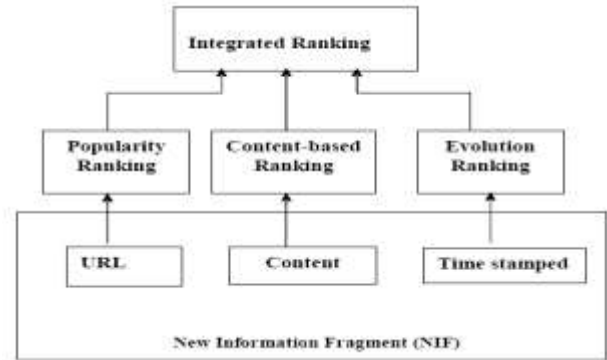 Integrated Ranking
Popularity
Ranking
Content-based
Ranking
Evolution
Ranking
URL
Content
Time stamped
New Information Fragment (NIF)